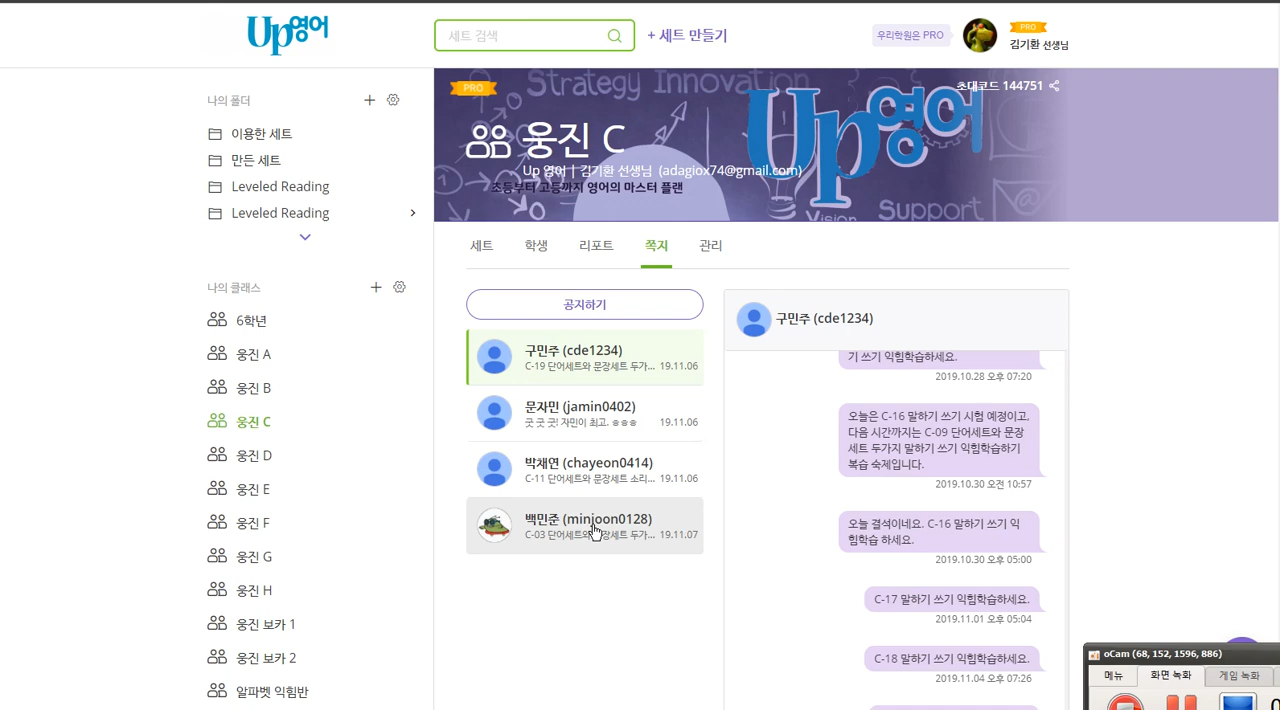 Up영어
세트 검색
+ 세트 만들기
우리학원은 PRO
PRO
김기환 선생님
나의 폴더
이용한 세트
만든 세트
Leveled Reading
Leveled Reading
나의 클래스
6학년
웅진 A
웅진 B
웅진 C
웅진 D
웅진 E
웅진 F
웅진 G
웅진 H
웅진 보카 1
웅진 보카 2
알파벳 익힘반
PRO
Strategy Innovation
초대코드 144751
웅진 C
Up영어
Up 영어 | 김기환 선생님 (adagiox74@gmail.com)
초등부터 고등까지 영어의 마스터 플랜
Vision
Support
세트 학생 리포트 쪽지 관리
공지하기
구민주 (cde1234)
C-19 단어세트와 문장세트 두가... 19.11.06
문자민 (jamin0402)
굿 굿 굿! 자민이 최고. ㅎㅎㅎ 19.11.06
박채연 (chayeon0414)
C-11 단어세트와 문장세트 소리... 19.11.06
백민준 (minjoon0128)
C-03 단어세트와 문장세트 두가... 19.11.07
구민주 (cde1234)
기 쓰기 익힘학습하세요.
2019.10.28 오후 07:20
오늘은 C-16 말하기 쓰기 시험 예정이고,
다음 시간까지는 C-09 단어세트와 문장
세트 두가지 말하기 쓰기 익힘학습하기
복습 숙제입니다.
2019.10.30 오전 10:57
오늘 결석이네요. C-16 말하기 쓰기 익
힘학습 하세요.
2019.10.30 오후 05:00
C-17 말하기 쓰기 익힘학습하세요.
2019.11.01 오후 05:04
C-18 말하기 쓰기 익힘학습하세요.
2019.11.04 오후 07:26
oCam (68, 152, 1596, 886)
메뉴 화면 녹화 게임 녹화